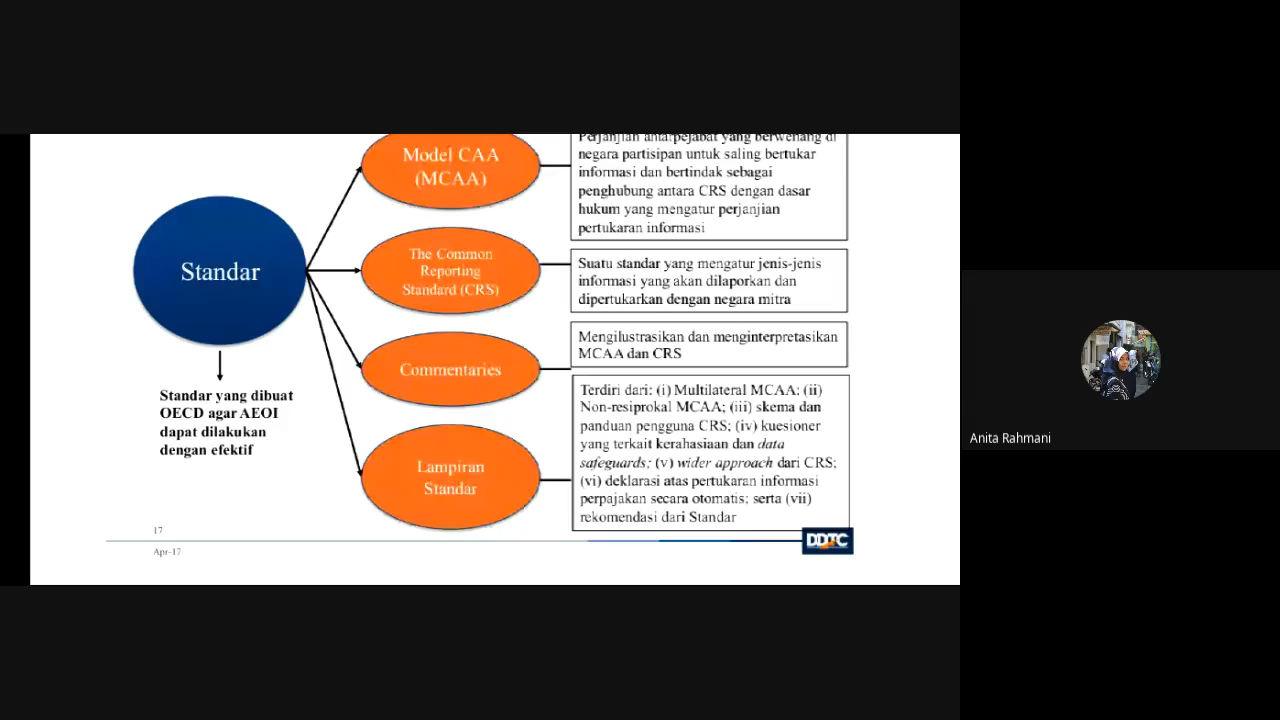 Perjanjian antarpejabat yang berwenang di
Model CAA
(MCAA)
negara partisipan untuk saling bertukar
informasi dan bertindak sebagai
penghubung antara CRS dengan dasar
hukum yang mengatur perjanjian
pertukaran informasi
Standar
The Common
Reporting
Standard (CRS)
Suatu standar yang mengatur jenis-jenis
informasi yang akan dilaporkan dan
dipertukarkan dengan negara mitra
Commentaries
Mengilustrasikan dan menginterpretasikan
MCAA dan CRS
Standar yang dibuat
OECD agar AEOI
dapat dilakukan
dengan efektif
Lampiran
Standar
Terdiri dari: (i) Multilateral MCAA; (ii)
Non-resiprokal MCAA; (iii) skema dan
panduan pengguna CRS; (iv) kuesioner
yang terkait kerahasiaan dan data
safeguards; (v) wider approach dari CRS;
(vi) deklarasi atas pertukaran informasi
perpajakan secara otomatis; serta (vii)
rekomendasi dari Standar
17
Apr-17
DDTC
Anita Rahmani